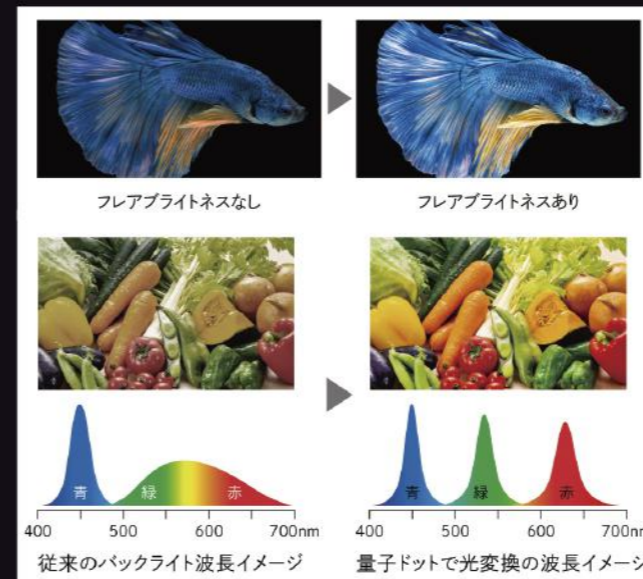 フレアブライトネスなし
フレアブライトネスあり
青 緑 赤
400 500 600 700nm
従来のバックライト波長イメージ
青 緑 赤
400 500 600 700nm
量子ドットで光変換の波長イメージ